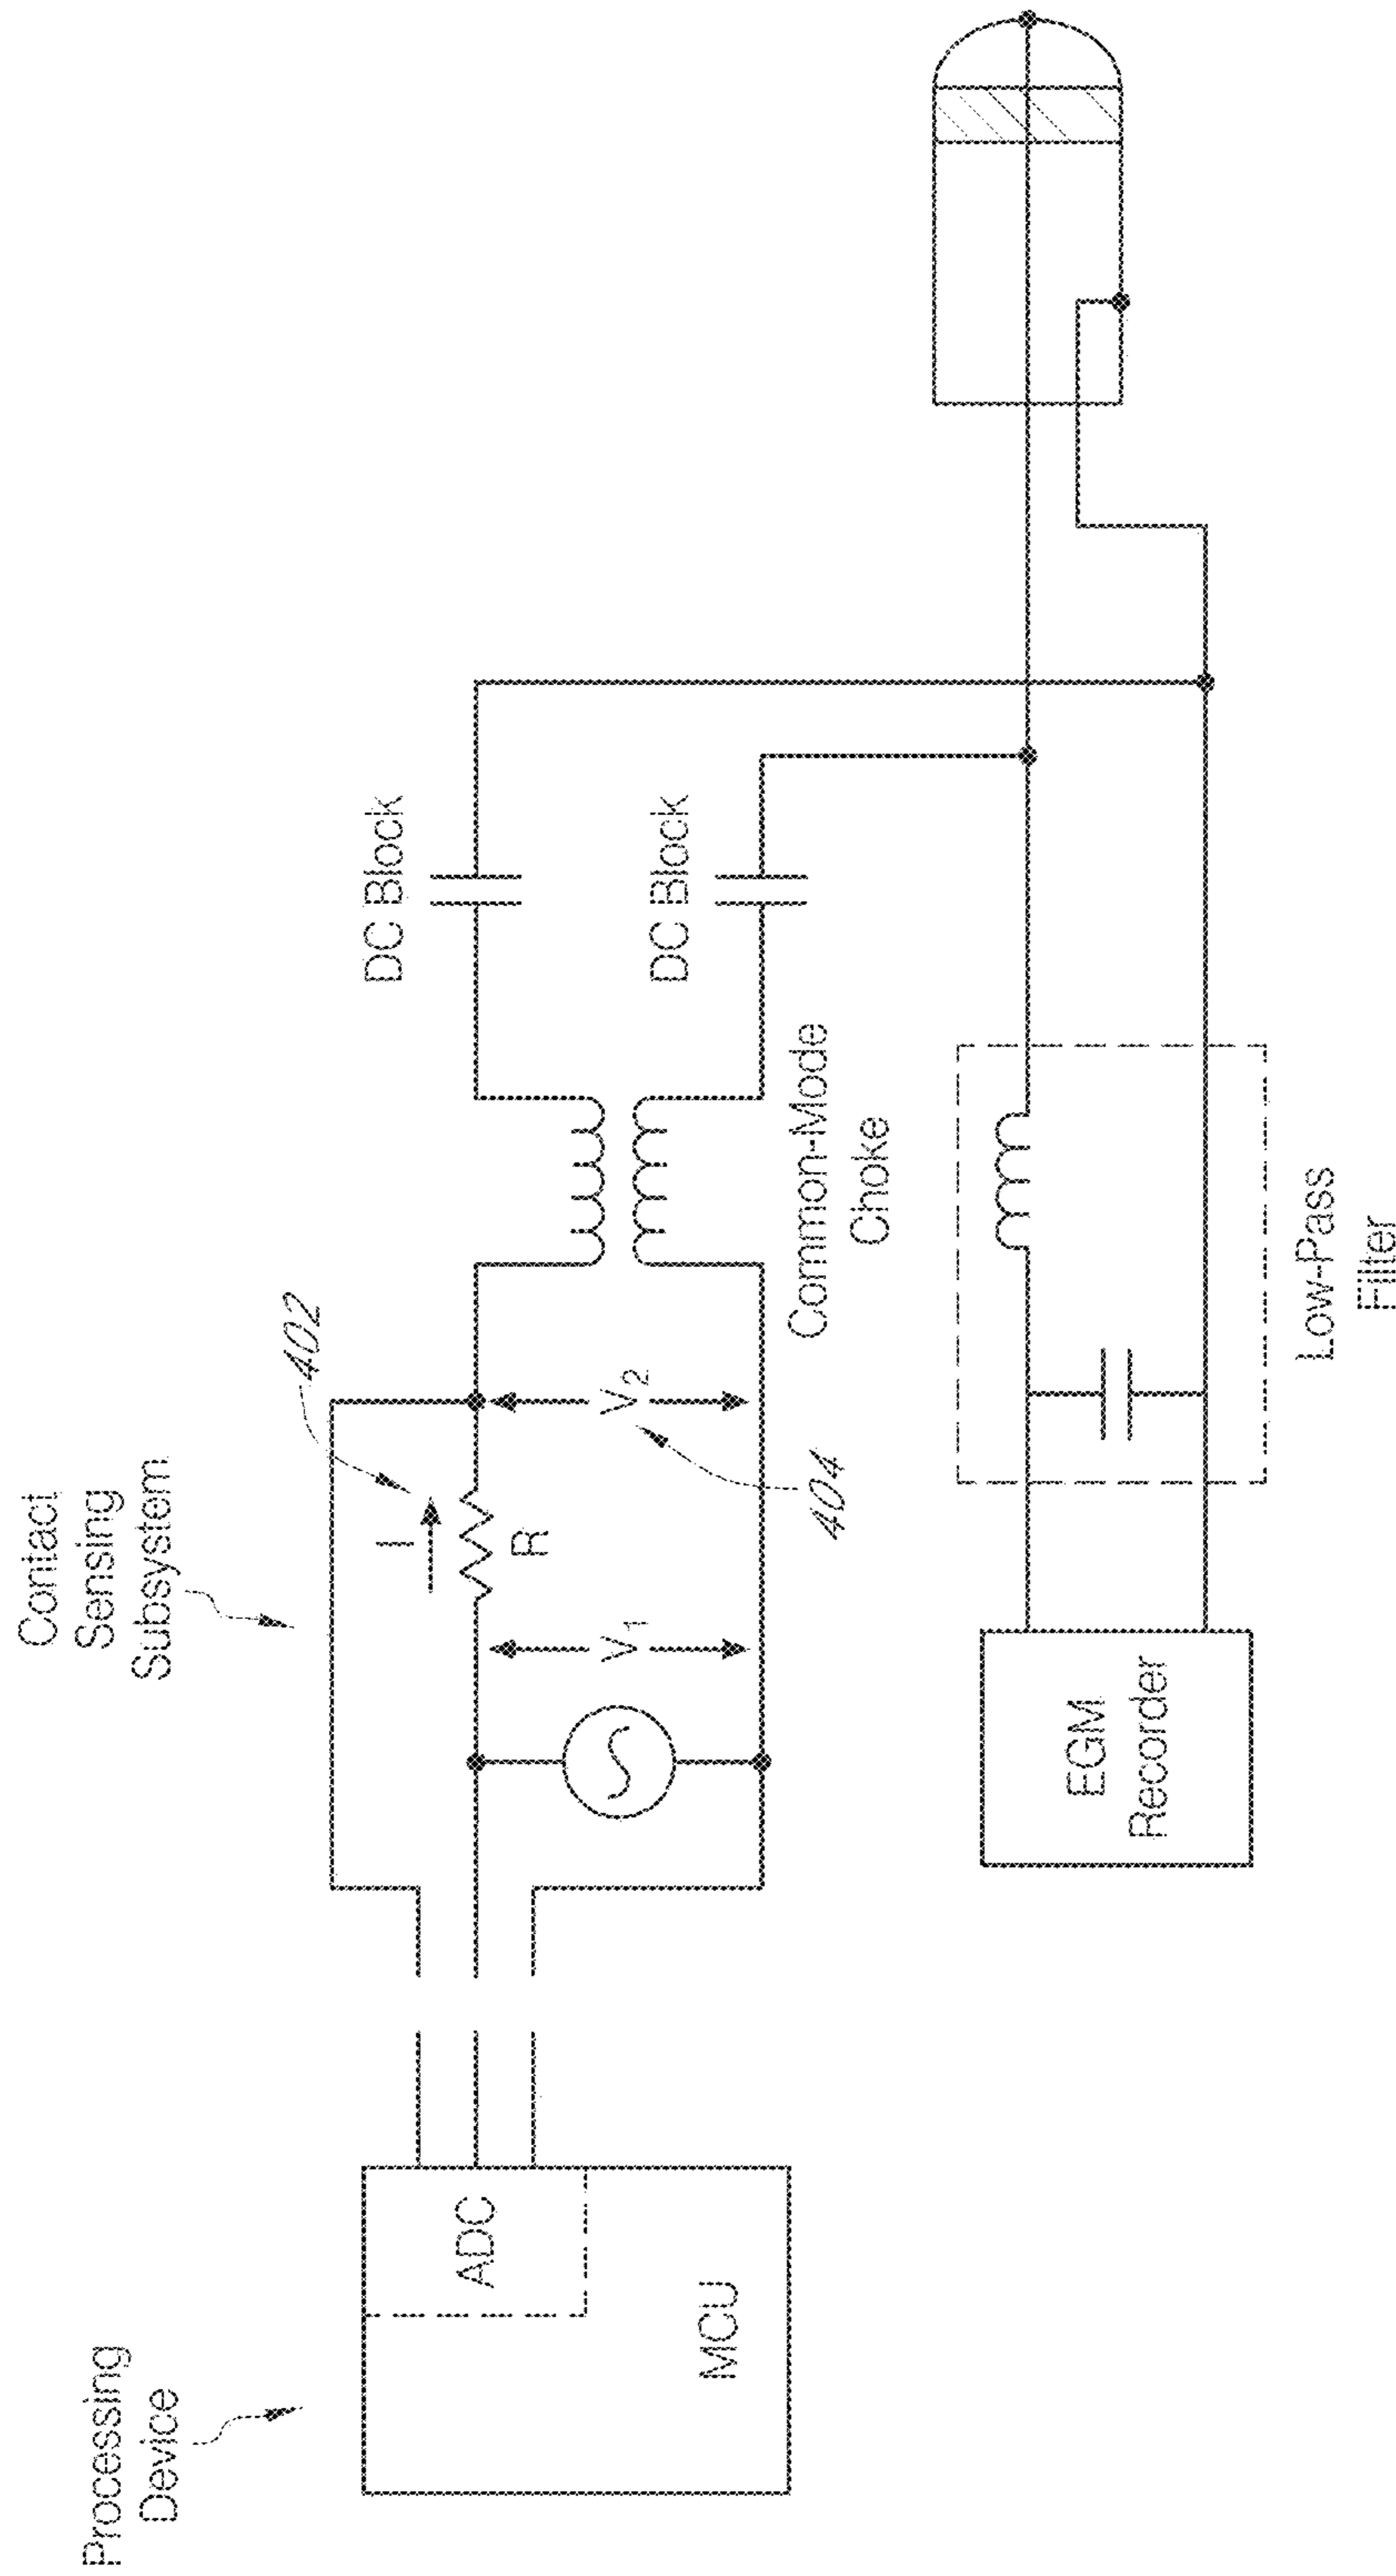 Processing
Device
ADC
MCU
Contact
Sensing
Subsystem
402
I
R
V1
V2
404
Common-Mode
Choke
DC Block
DC Block
EGM
Recorder
Low-Pass
Filter